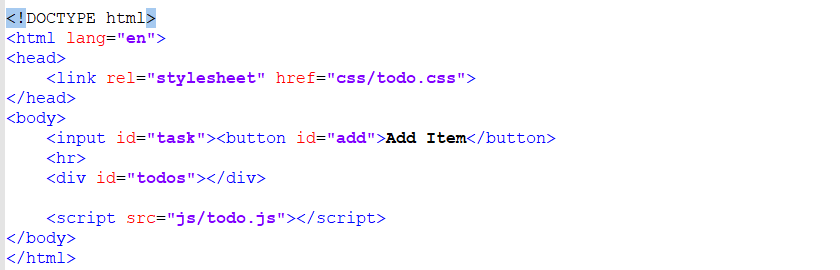 <!DOCTYPE html>
<html lang="en">
<head>
    <link rel="stylesheet" href="css/todo.css">
</head>
<body>
    <input id="task"><button id="add">Add Item</button>
    <hr>
    <div id="todos"></div>

    <script src="js/todo.js"></script>
</body>
</html>